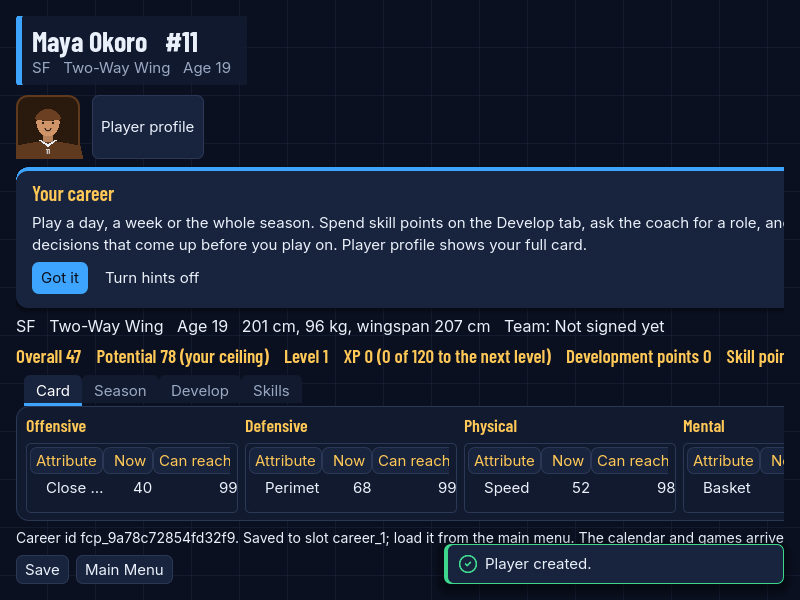 Maya Okoro #11
SF Two-Way Wing Age 19
11
Player profile
Your career
Play a day, a week or the whole season. Spend skill points on the Develop tab, ask the coach for a role, and
decisions that come up before you play on. Player profile shows your full card.
Got it Turn hints off
SF Two-Way Wing Age 19 201 cm, 96 kg, wingspan 207 cm Team: Not signed yet
Overall 47 Potential 78 (your ceiling) Level 1 XP 0 (0 of 120 to the next level) Development points 0 Skill poin
Card Season Develop Skills
Offensive Defensive Physical Mental
Attribute Now Can reach Attribute Now Can reach Attribute Now Can reach Attribute N
Close ... 40 99 Perimet 68 99 Speed 52 98 Basket
Career id fcp_9a78c72854fd32f9. Saved to slot career_1; load it from the main menu. The calendar and games arrive
Save Main Menu
Player created.